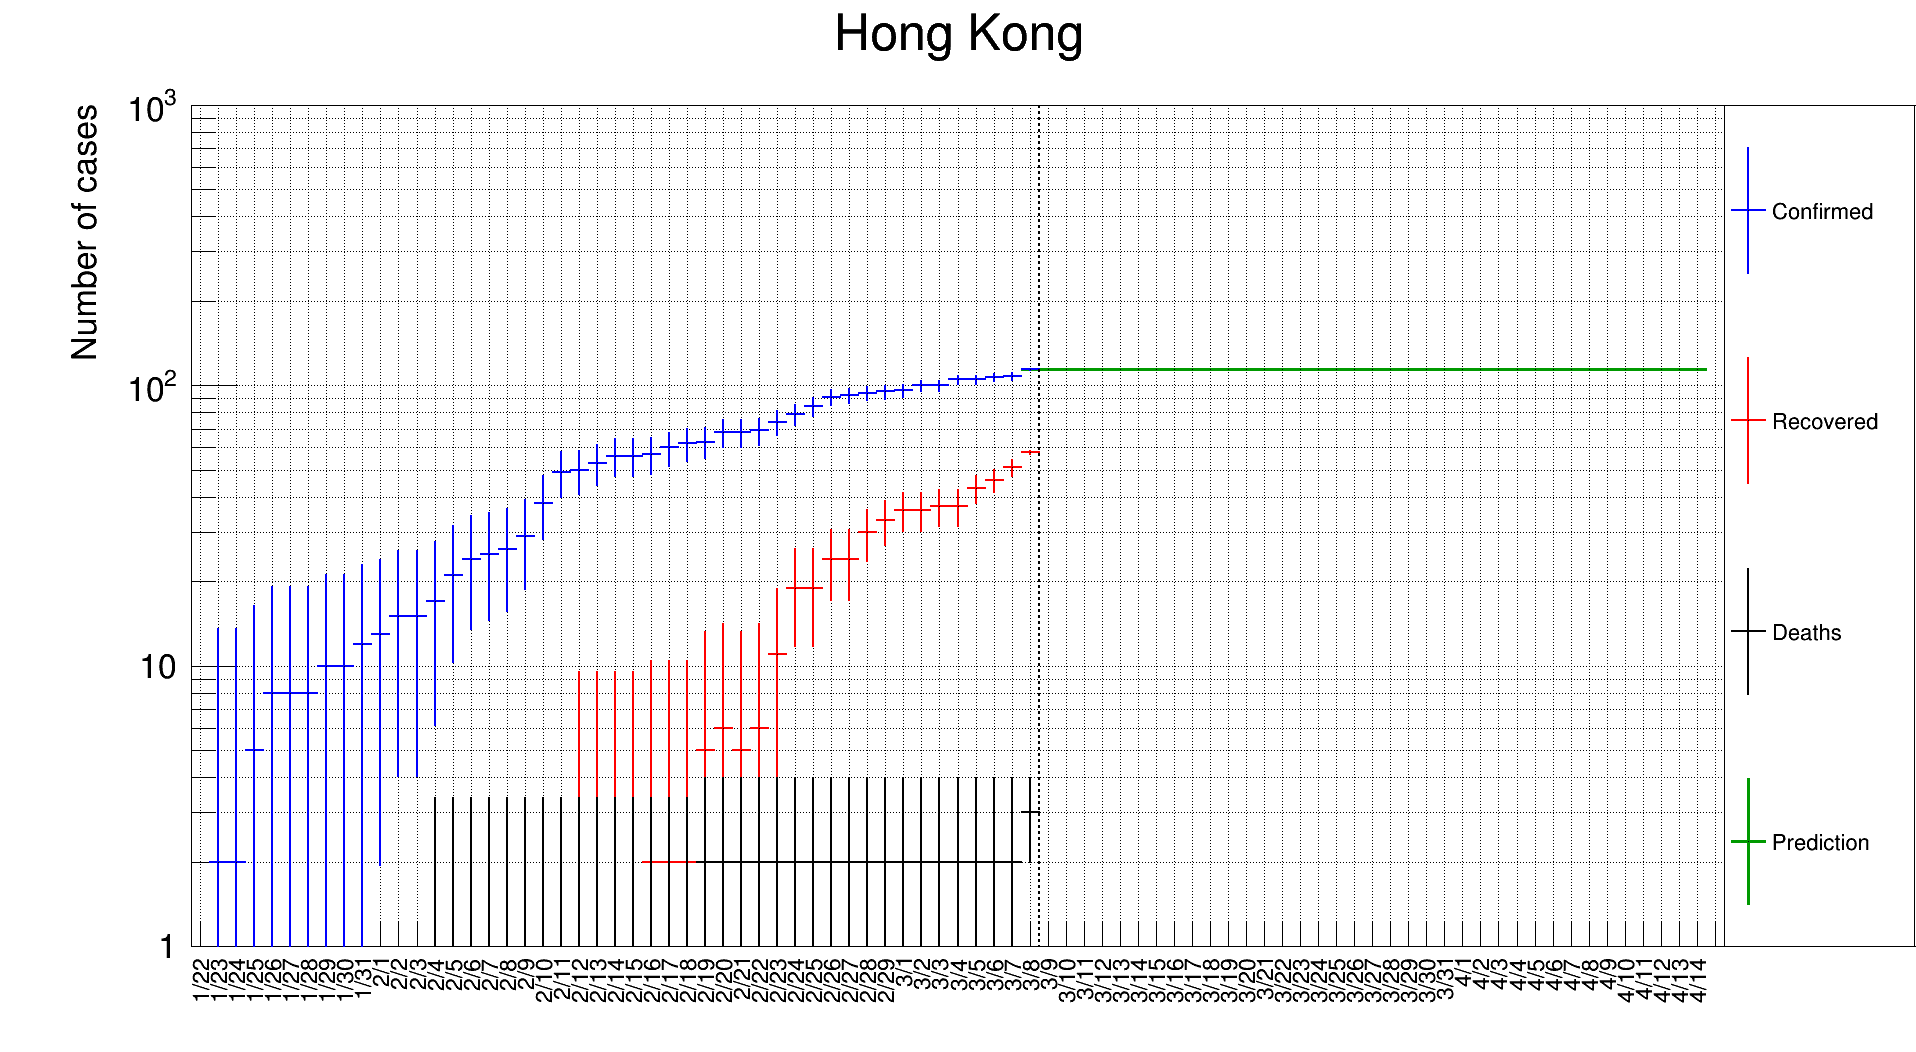 Hong Kong
Number of cases
10³
10²
10
1
1/22 1/23 1/24 1/25 1/26 1/27 1/28 1/29 1/30 1/31 2/1 2/2 2/3 2/4 2/5 2/6 2/7 2/8 2/9 2/10 2/11 2/12 2/13 2/14 2/15 2/16 2/17 2/18 2/19 2/20 2/21 2/22 2/23 2/24 2/25 2/26 2/27 2/28 2/29 3/1 3/2 3/3 3/4 3/5 3/6 3/7 3/8 3/9 3/10 3/11 3/12 3/13 3/14 3/15 3/16 3/17 3/18 3/19 3/20 3/21 3/22 3/23 3/24 3/25 3/26 3/27 3/28 3/29 3/30 3/31 4/1 4/2 4/3 4/4 4/5 4/6 4/7 4/8 4/9 4/10 4/11 4/12 4/13 4/14
Confirmed
Recovered
Deaths
Prediction